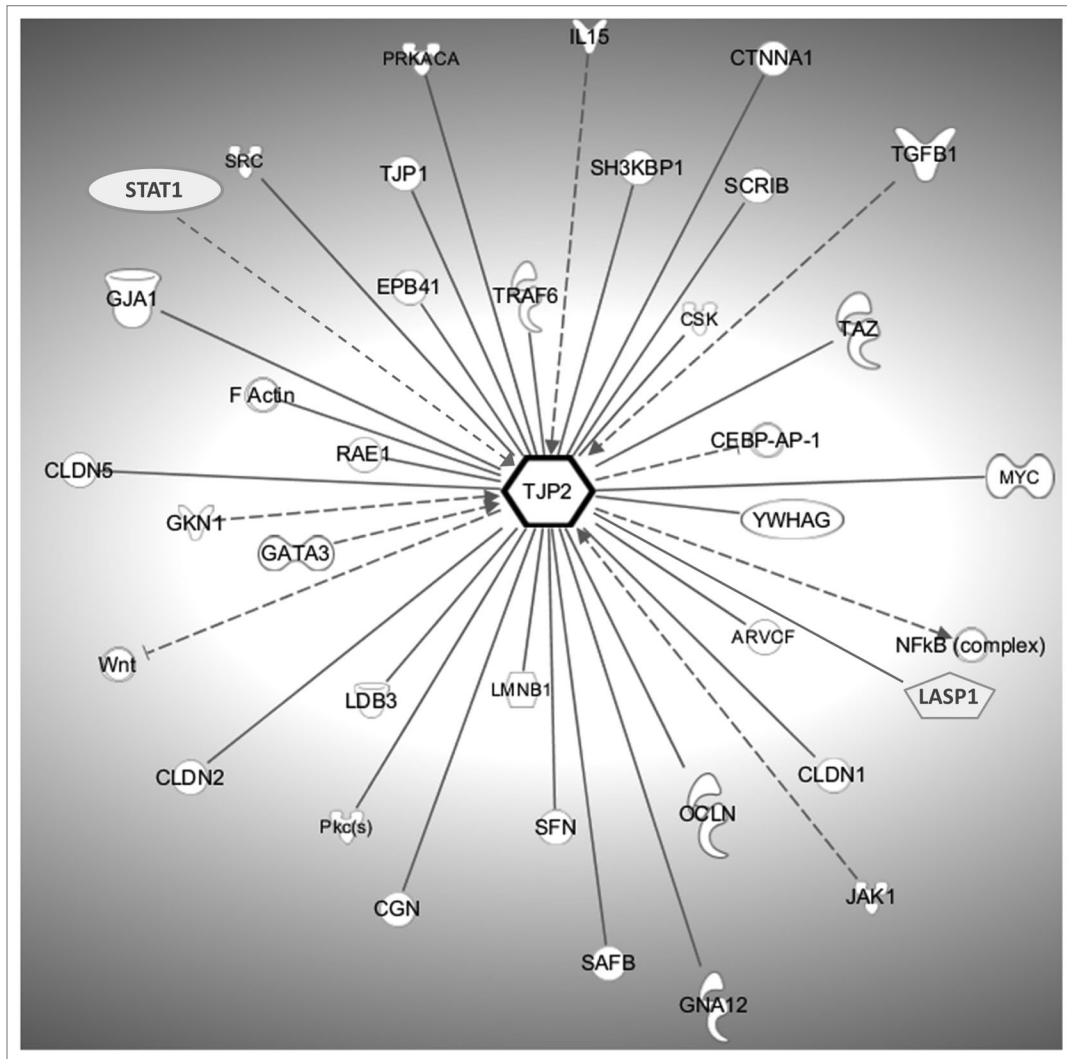 IL15
PRKACA
CTNNA1
SRC
TJP1
SH3KBP1
SCRIB
TGFB1
STAT1
EPB41
TRAF6
GJA1
CSK
TAZ
F Actin
RAE1
CEBP-AP-1
CLDN5
TJP2
MYC
GKN1
YWHAG
GATA3
Wnt
ARVCF
NFkB (complex)
LDB3
LMNB1
LASP1
CLDN2
CLDN1
Pkc(s)
SFN
OCLN
CGN
JAK1
SAFB
GNA12